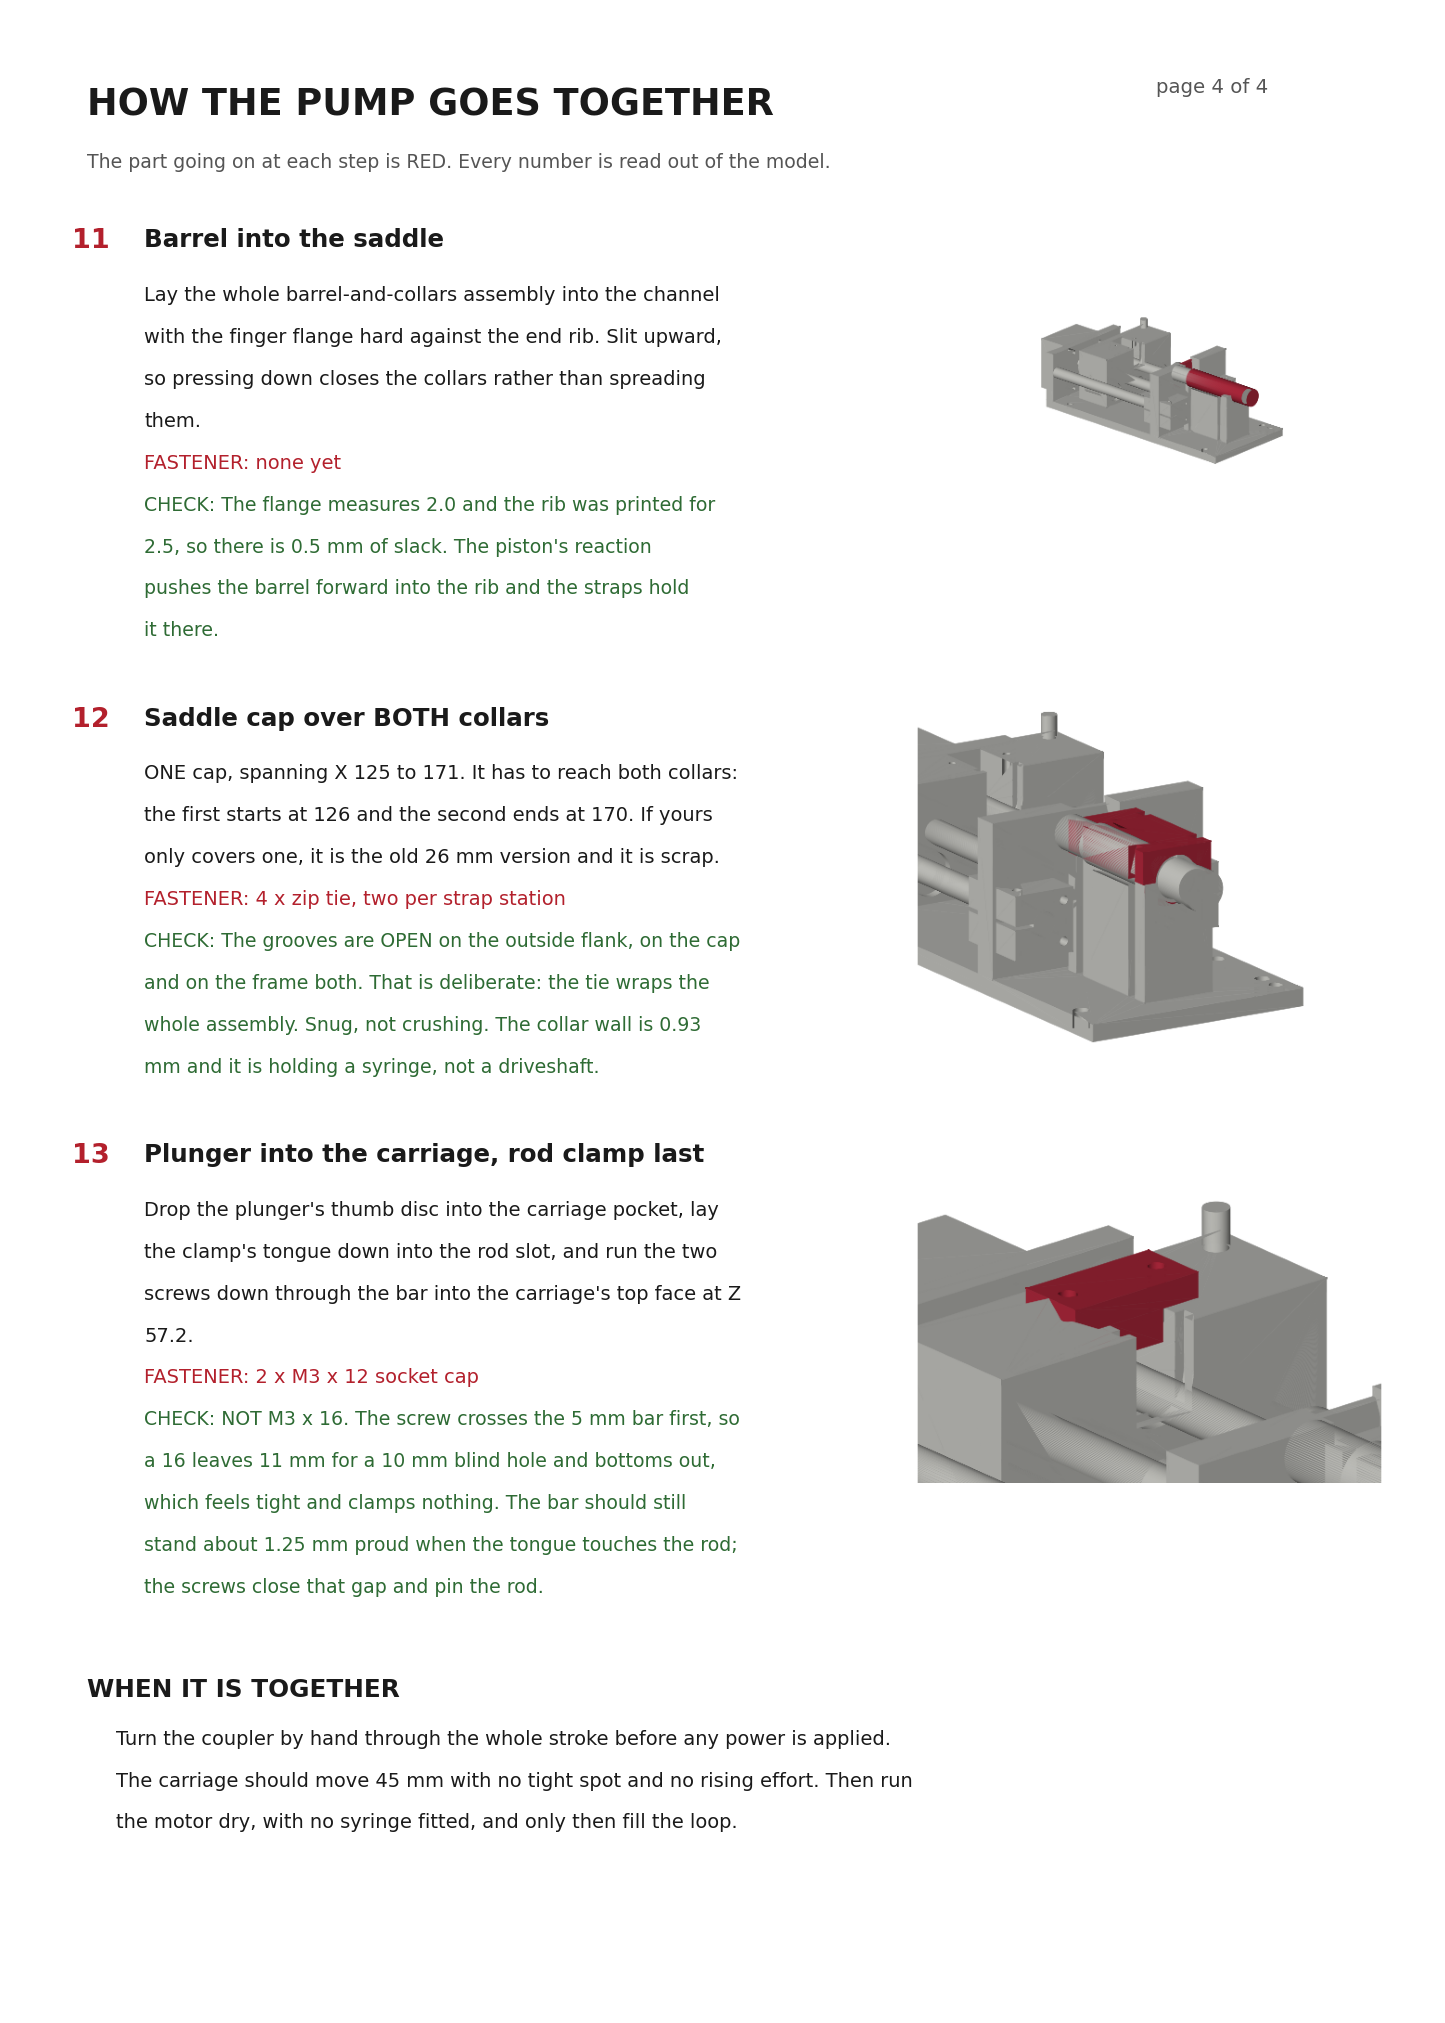 HOW THE PUMP GOES TOGETHER
page 4 of 4
The part going on at each step is RED. Every number is read out of the model.
11 Barrel into the saddle
Lay the whole barrel-and-collars assembly into the channel
with the finger flange hard against the end rib. Slit upward,
so pressing down closes the collars rather than spreading
them.
FASTENER: none yet
CHECK: The flange measures 2.0 and the rib was printed for
2.5, so there is 0.5 mm of slack. The piston's reaction
pushes the barrel forward into the rib and the straps hold
it there.
12 Saddle cap over BOTH collars
ONE cap, spanning X 125 to 171. It has to reach both collars:
the first starts at 126 and the second ends at 170. If yours
only covers one, it is the old 26 mm version and it is scrap.
FASTENER: 4 x zip tie, two per strap station
CHECK: The grooves are OPEN on the outside flank, on the cap
and on the frame both. That is deliberate: the tie wraps the
whole assembly. Snug, not crushing. The collar wall is 0.93
mm and it is holding a syringe, not a driveshaft.
13 Plunger into the carriage, rod clamp last
Drop the plunger's thumb disc into the carriage pocket, lay
the clamp's tongue down into the rod slot, and run the two
screws down through the bar into the carriage's top face at Z
57.2.
FASTENER: 2 x M3 x 12 socket cap
CHECK: NOT M3 x 16. The screw crosses the 5 mm bar first, so
a 16 leaves 11 mm for a 10 mm blind hole and bottoms out,
which feels tight and clamps nothing. The bar should still
stand about 1.25 mm proud when the tongue touches the rod;
the screws close that gap and pin the rod.
WHEN IT IS TOGETHER
Turn the coupler by hand through the whole stroke before any power is applied.
The carriage should move 45 mm with no tight spot and no rising effort. Then run
the motor dry, with no syringe fitted, and only then fill the loop.